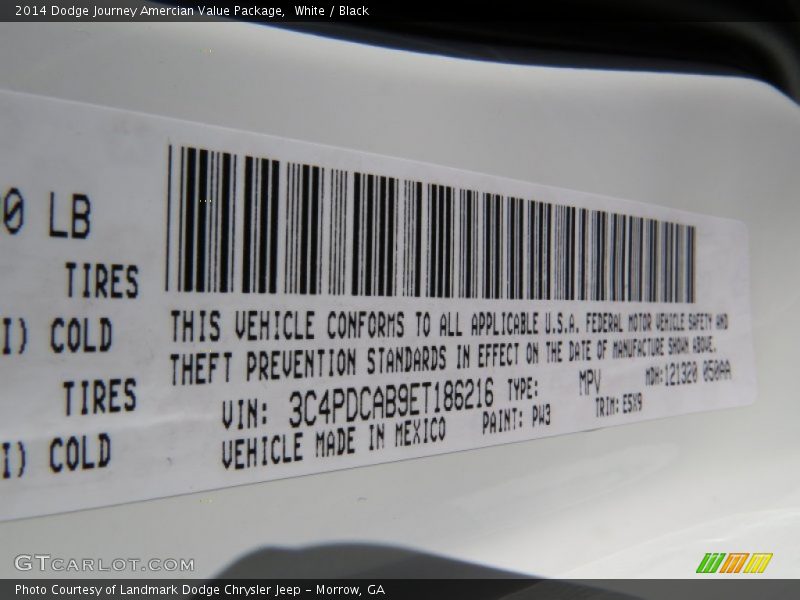 2014 Dodge Journey Amercian Value Package,  White / Black
0 LB
TIRES
I) COLD
TIRES
I) COLD
THIS VEHICLE CONFORMS TO ALL APPLICABLE U.S.A. FEDERAL MOTOR VEHICLE SAFETY AND
THEFT PREVENTION STANDARDS IN EFFECT ON THE DATE OF MANUFACTURE SHOWN ABOVE.
VIN: 3C4PDCAB9ET186216 TYPE: MPV MDH:121320 050AA
VEHICLE MADE IN MEXICO PAINT: PW3 TRIM: E5X9
GTCARLOT.COM
Photo Courtesy of Landmark Dodge Chrysler Jeep – Morrow, GA